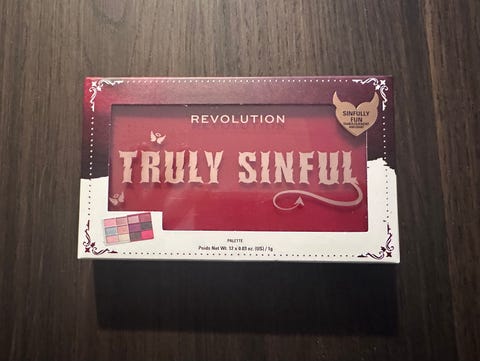 REVOLUTION
SINFULLY
FUN
TRULY SINFUL
PALETTE
Poids Net Wt. 12 x 0.03 oz. (US) / 1g